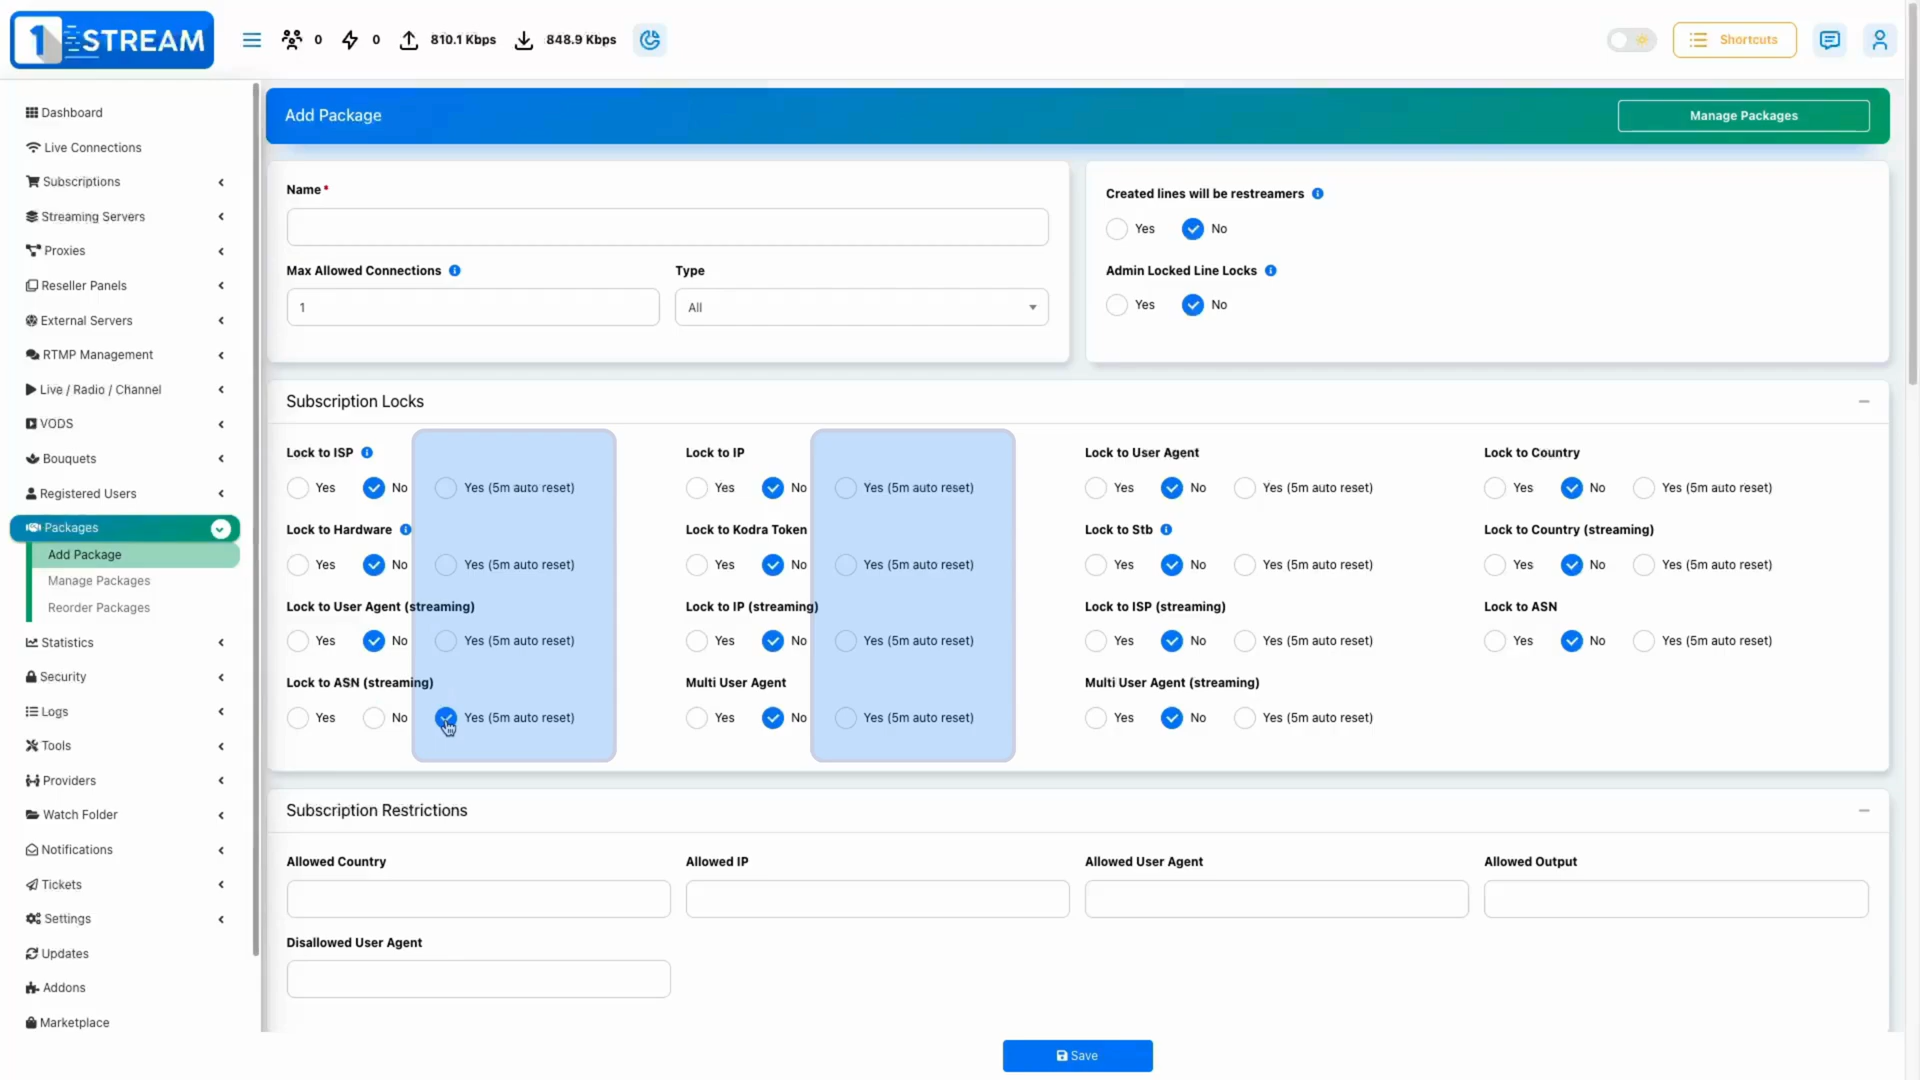 1 STREAM
0
0
810.1 Kbps
848.9 Kbps
Shortcuts
Dashboard
Live Connections
Subscriptions
Streaming Servers
Proxies
Reseller Panels
External Servers
RTMP Management
Live / Radio / Channel
VODS
Bouquets
Registered Users
Packages
Add Package
Manage Packages
Reorder Packages
Statistics
Security
Logs
Tools
Providers
Watch Folder
Notifications
Tickets
Settings
Updates
Addons
Marketplace
Add Package
Manage Packages
Name *
Max Allowed Connections
Type
1
All
Created lines will be restreamers
Yes No
Admin Locked Line Locks
Yes No
Subscription Locks
Lock to ISP
Yes No Yes (5m auto reset)
Lock to IP
Yes No Yes (5m auto reset)
Lock to User Agent
Yes No Yes (5m auto reset)
Lock to Country
Yes No Yes (5m auto reset)
Lock to Hardware
Yes No Yes (5m auto reset)
Lock to Kodra Token
Yes No Yes (5m auto reset)
Lock to Stb
Yes No Yes (5m auto reset)
Lock to Country (streaming)
Yes No Yes (5m auto reset)
Lock to User Agent (streaming)
Yes No Yes (5m auto reset)
Lock to IP (streaming)
Yes No Yes (5m auto reset)
Lock to ISP (streaming)
Yes No Yes (5m auto reset)
Lock to ASN
Yes No Yes (5m auto reset)
Lock to ASN (streaming)
Yes No Yes (5m auto reset)
Multi User Agent
Yes No Yes (5m auto reset)
Multi User Agent (streaming)
Yes No Yes (5m auto reset)
Subscription Restrictions
Allowed Country
Allowed IP
Allowed User Agent
Allowed Output
Disallowed User Agent
Save